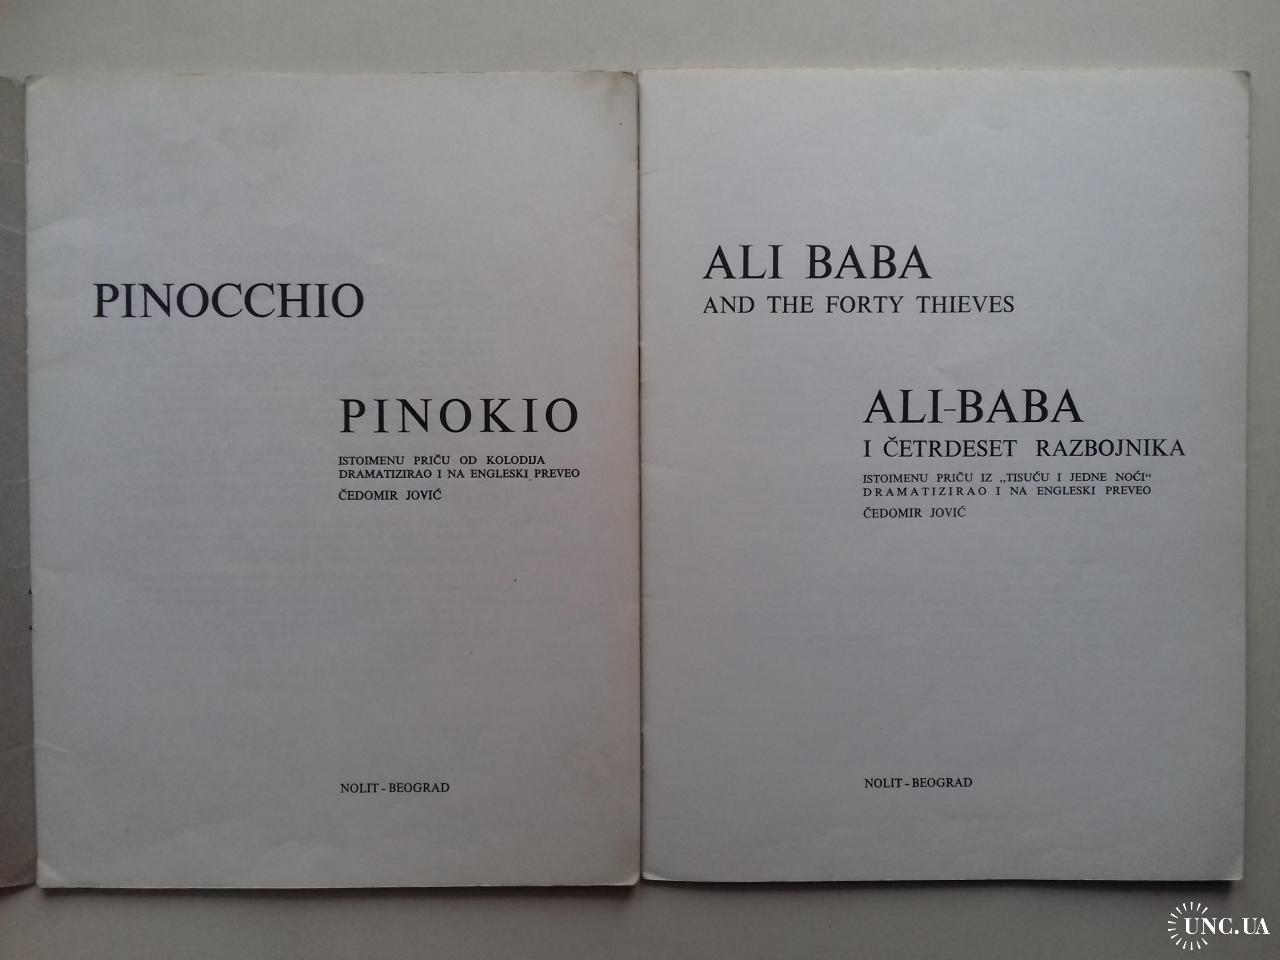 PINOCCHIO
PINOKIO
ISTOIMENU PRIČU OD KOLODIJA
DRAMATIZIRAO I NA ENGLESKI PREVEO
ČEDOMIR JOVIĆ
NOLIT - BEOGRAD
ALI BABA
AND THE FORTY THIEVES
ALI-BABA
I ČETRDESET RAZBOJNIKA
ISTOIMENU PRIČU IZ „TISUĆU I JEDNE NOĆI“
DRAMATIZIRAO I NA ENGLESKI PREVEO
ČEDOMIR JOVIĆ
NOLIT - BEOGRAD
UNC.UA